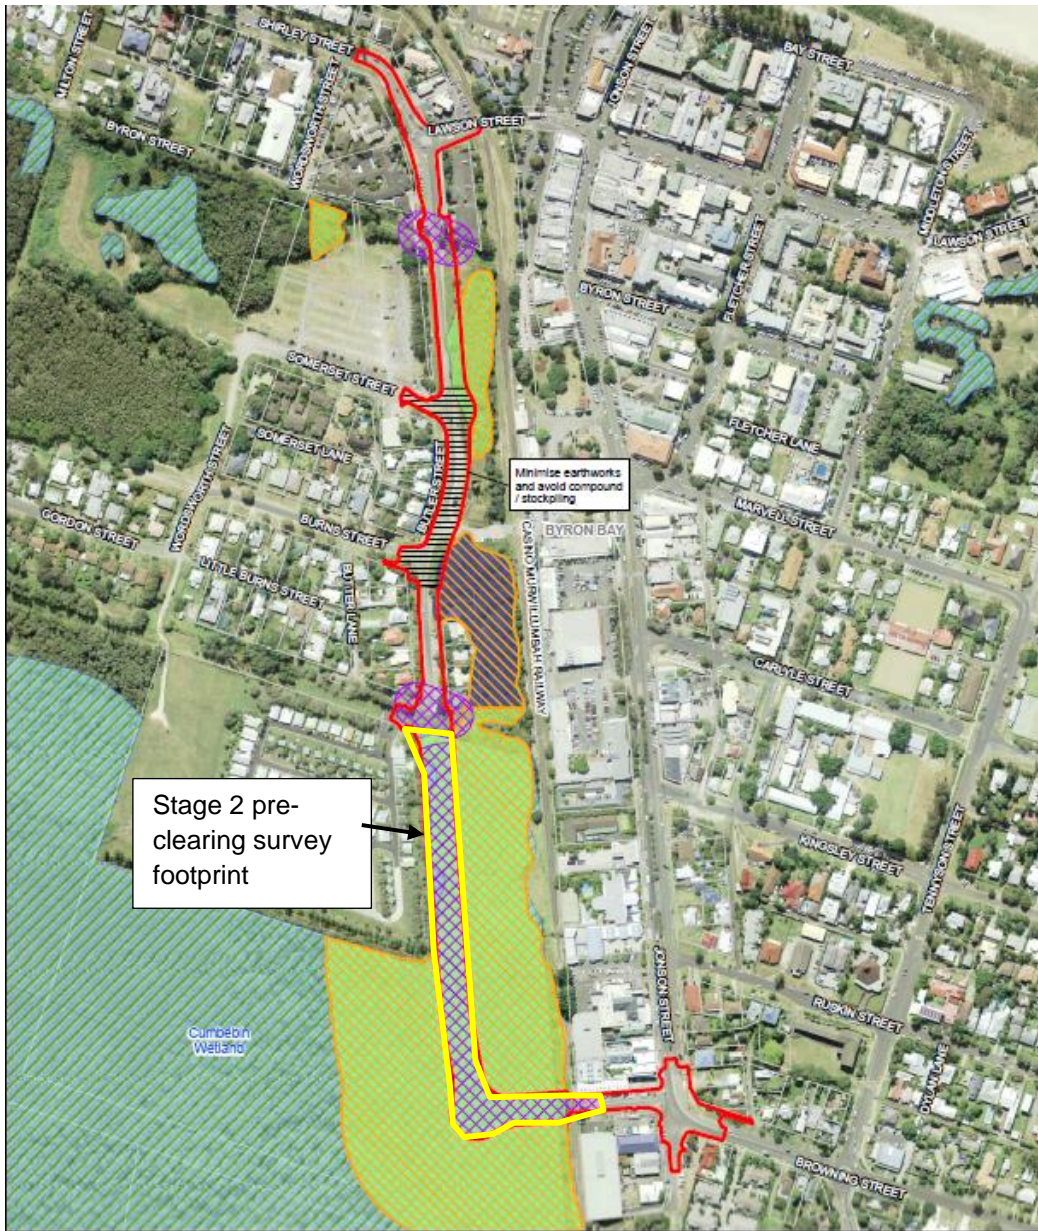 SHIRLEY STREET
MILTON STREET
WORDSWORTH STREET
BYRON STREET
LAWSON STREET
JONSON STREET
BAY STREET
MIDDLETON STREET
LAWSON STREET
BYRON STREET
FLETCHER STREET
SOMERSET STREET
SOMERSET LANE
FLETCHER LANE
WORDSWORTH STREET
BUTLER STREET
Minimise earthworks
and avoid compound
/ stockpiling
MARVELL STREET
GORDON STREET
BURNS STREET
BYRON BAY
LITTLE BURNS STREET
BUTLER LANE
CASINO MURWILLUMBAH RAILWAY
CARLYLE STREET
Stage 2 pre-
clearing survey
footprint
KINGSLEY STREET
TENNYSON STREET
JONSON STREET
RUSKIN STREET
Cumbebin
Wetland
DYLAN LANE
BROWNING STREET